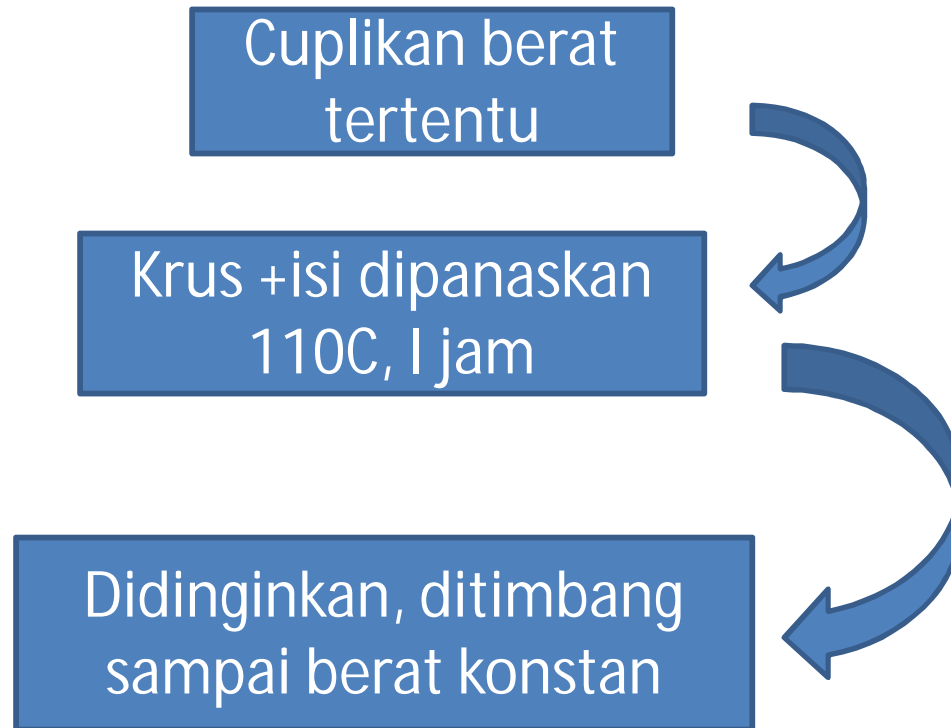 Cuplikan berat
tertentu
Krus +isi dipanaskan
110C, I jam
Didinginkan, ditimbang
sampai berat konstan